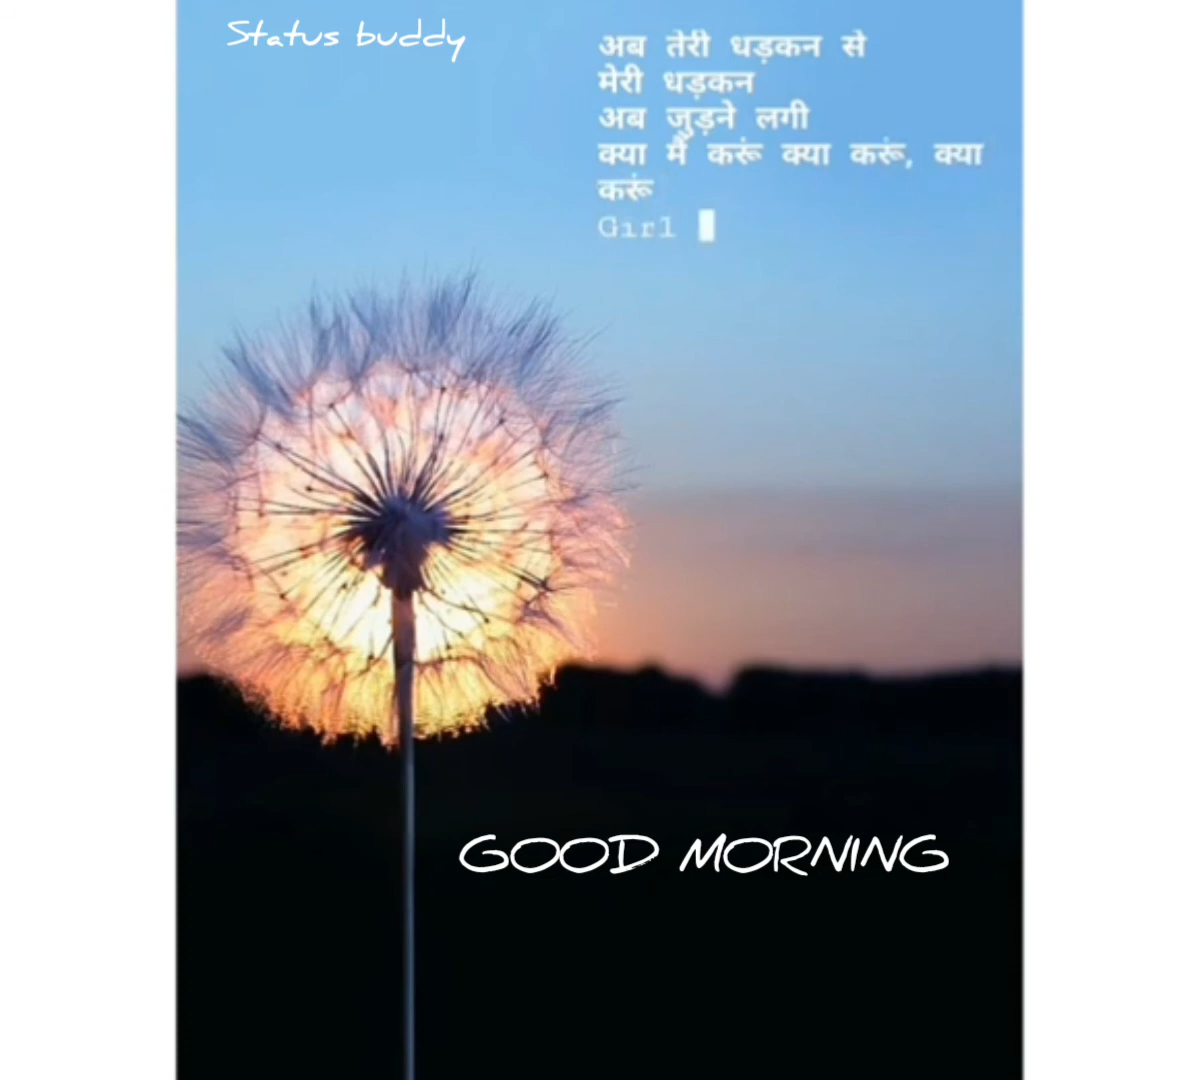 Status buddy
अब तेरी धड़कन से
मेरी धड़कन
अब जुड़ने लगी
क्या मैं करूं क्या करूं, क्या
करूं
Girl
GOOD MORNING